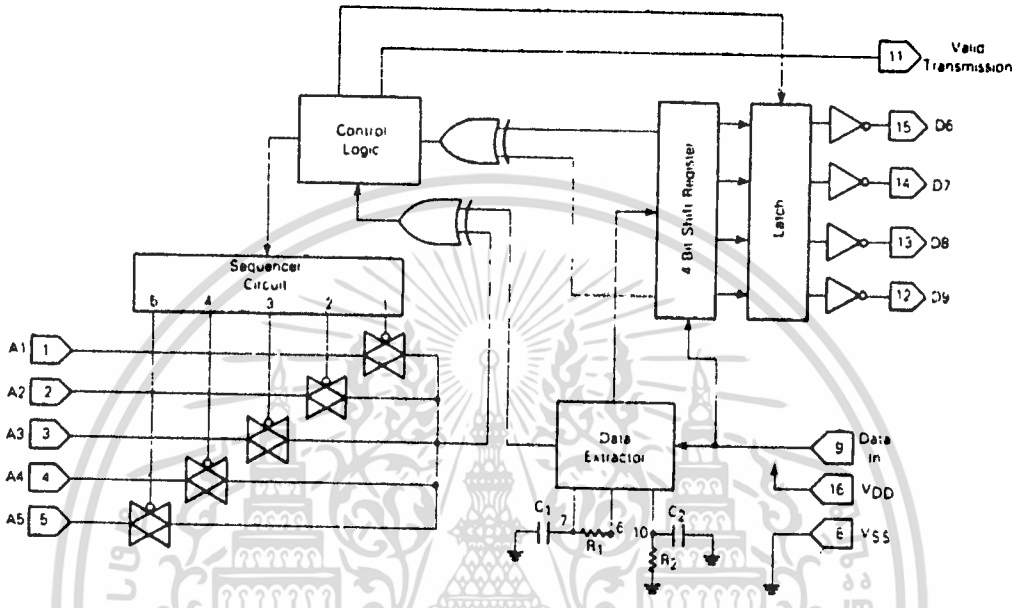 11
Valid
Transmission
Control
Logic
4 Bit Shift Register
Latch
15 D6
14 D7
13 D8
12 D9
Sequencer
Circuit
5 4 3 2 1
A1 1
A2 2
A3 3
A4 4
A5 5
Data
Extractor
9 Data
In
16 VDD
C1 7 R1 6 10 C2
R2
8 VSS